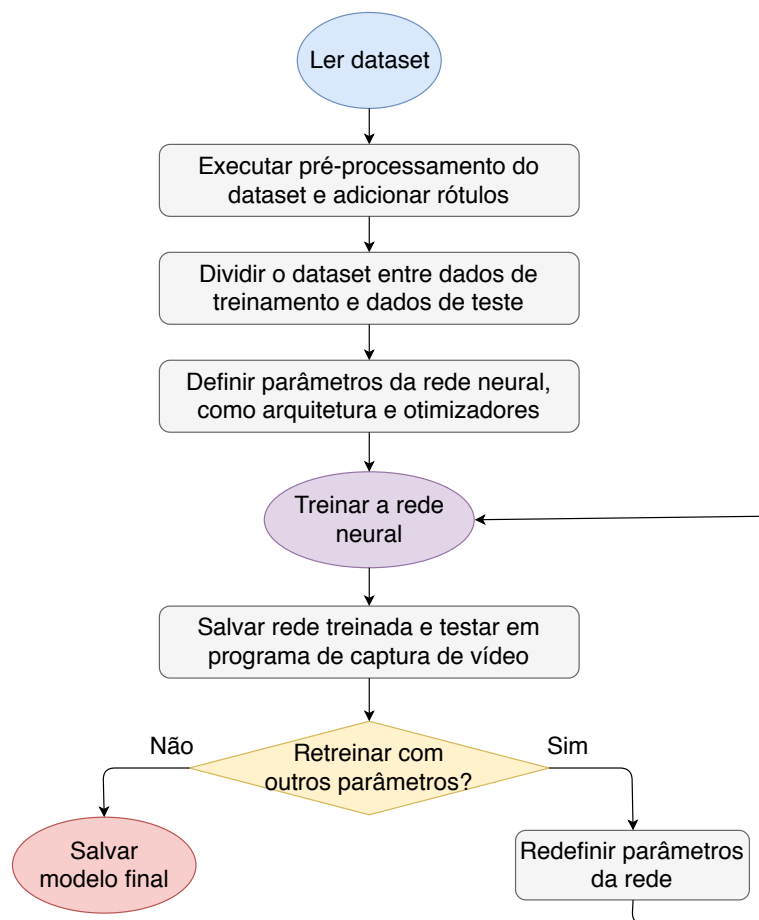 Ler dataset
Executar pré-processamento do
dataset e adicionar rótulos
Dividir o dataset entre dados de
treinamento e dados de teste
Definir parâmetros da rede neural,
como arquitetura e otimizadores
Treinar a rede
neural
Salvar rede treinada e testar em
programa de captura de vídeo
Não
Retreinar com
outros parâmetros?
Sim
Salvar
modelo final
Redefinir parâmetros
da rede